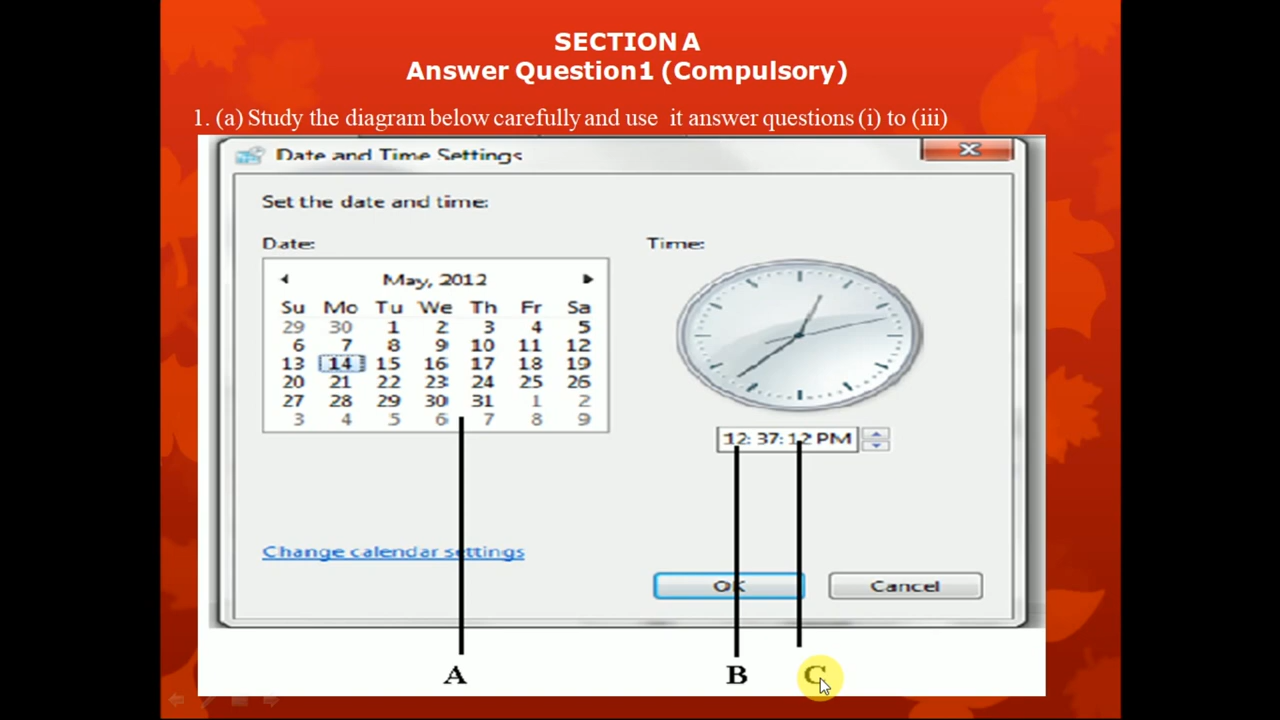 SECTION A
Answer Question1 (Compulsory)
1. (a) Study the diagram below carefully and use it answer questions (i) to (iii)
Date and Time Settings
Set the date and time:
Date:
Time:
May, 2012
Su Mo Tu We Th Fr Sa
29 30 1 2 3 4 5
6 7 8 9 10 11 12
13 14 15 16 17 18 19
20 21 22 23 24 25 26
27 28 29 30 31 1 2
3 4 5 6 7 8 9
12: 37: 12 PM
Change calendar settings
OK Cancel
A B C